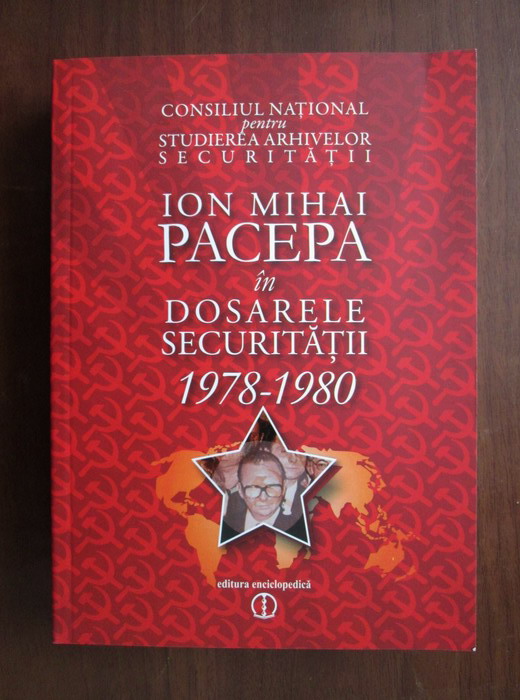 CONSILIUL NAȚIONAL
pentru
STUDIEREA ARHIVELOR
SECURITĂȚII
ION MIHAI
PACEPA
în
DOSARELE
SECURITĂȚII
1978-1980
editura enciclopedică